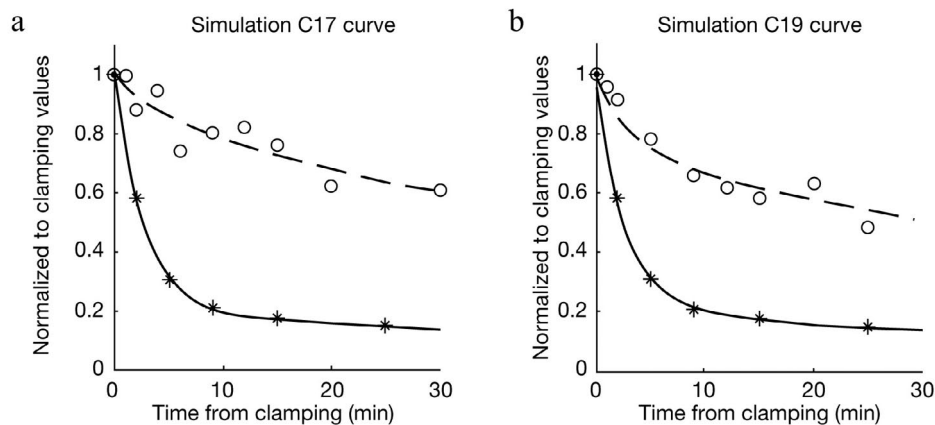 a
Simulation C17 curve
Normalized to clamping values
1
0.8
0.6
0.4
0.2
0
0 10 20 30
Time from clamping (min)
b
Simulation C19 curve
Normalized to clamping values
1
0.8
0.6
0.4
0.2
0
0 10 20 30
Time from clamping (min)